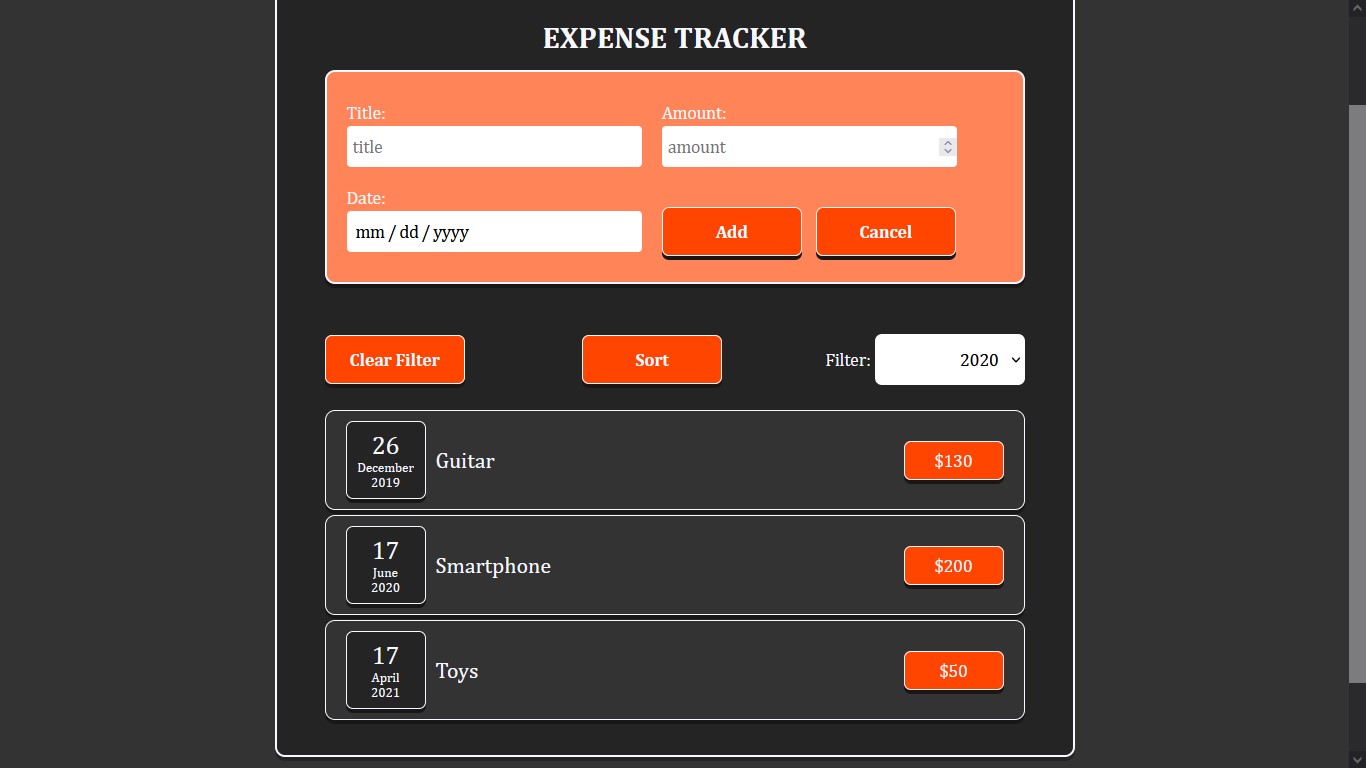 EXPENSE TRACKER
Title: Amount:
title amount
Date:
mm / dd / yyyy Add Cancel
Clear Filter Sort Filter: 2020
26
December
2019
Guitar $130
17
June
2020
Smartphone $200
17
April
2021
Toys $50